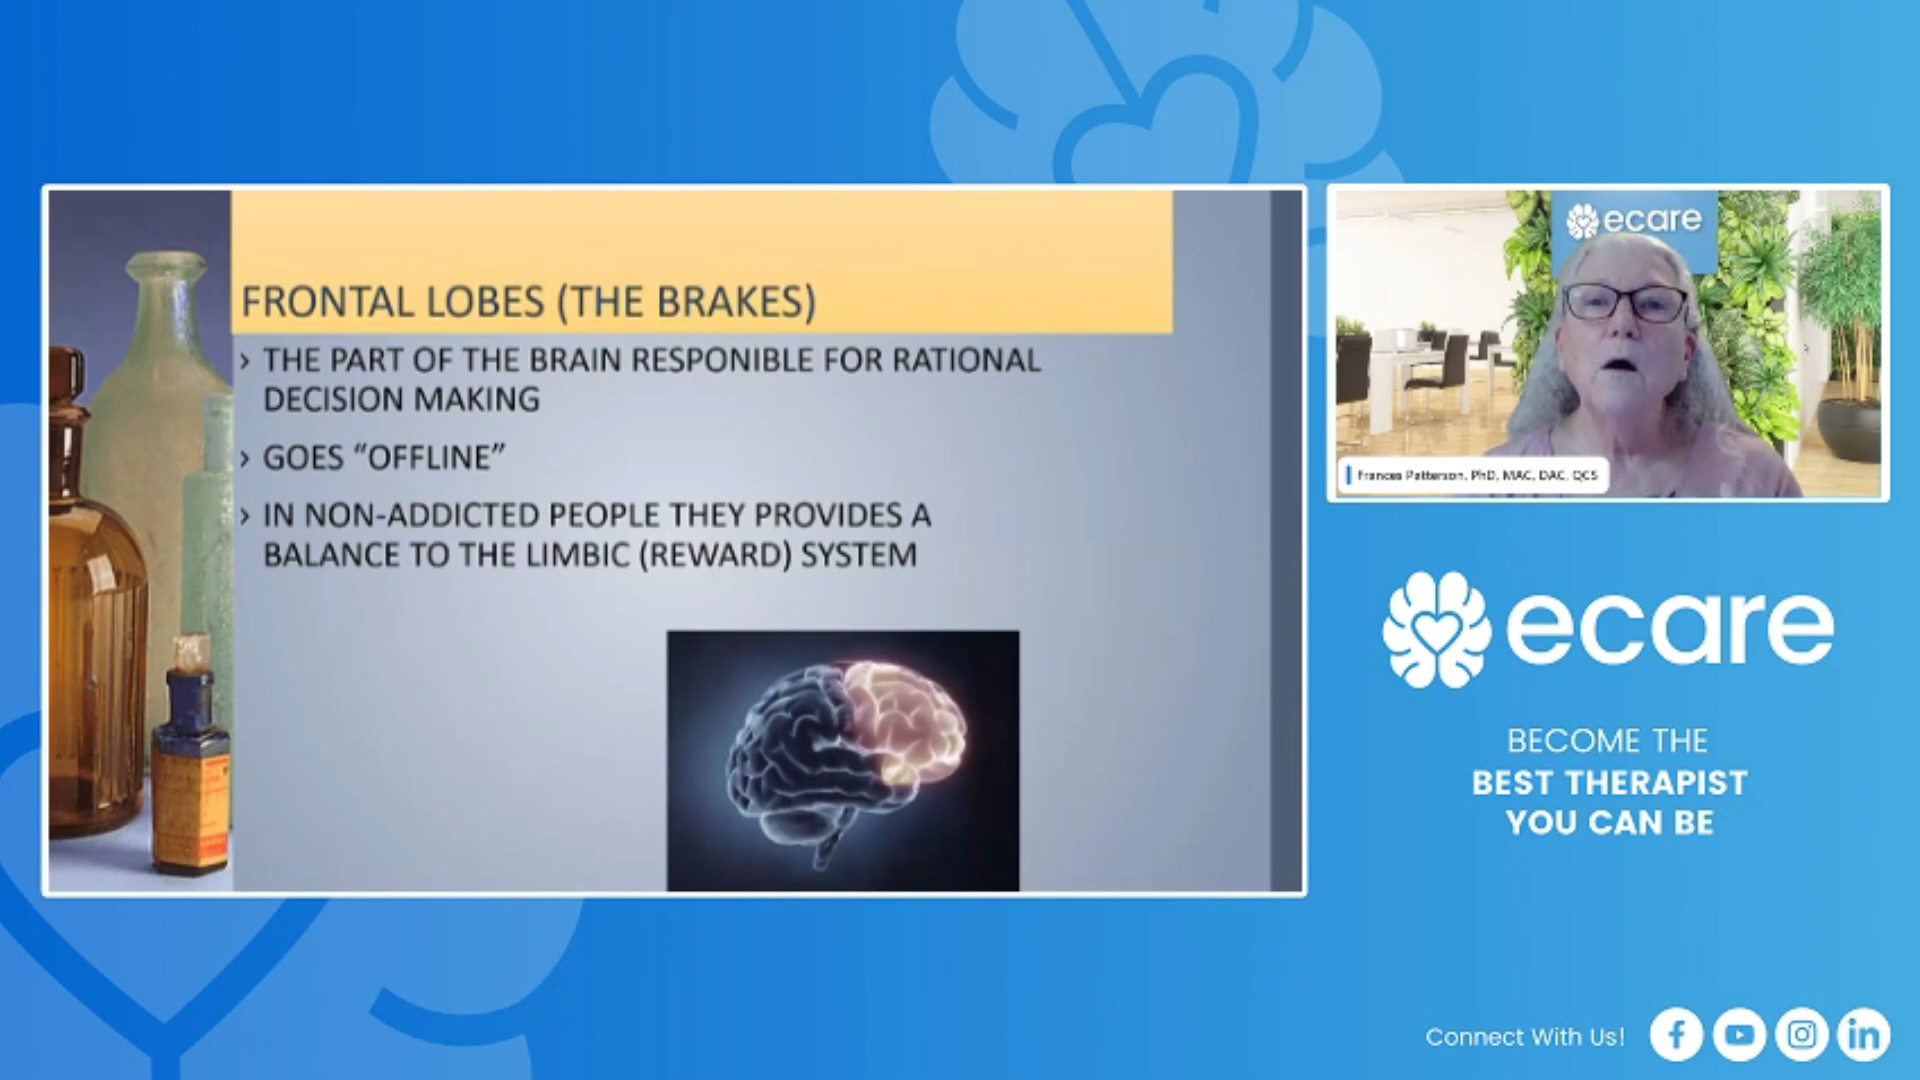 FRONTAL LOBES (THE BRAKES)
› THE PART OF THE BRAIN RESPONIBLE FOR RATIONAL
DECISION MAKING
› GOES “OFFLINE”
› IN NON-ADDICTED PEOPLE THEY PROVIDES A
BALANCE TO THE LIMBIC (REWARD) SYSTEM
ecare
Frances Patterson, PhD, MAC, DAC, QCS
ecare
BECOME THE
BEST THERAPIST
YOU CAN BE
Connect With Us!